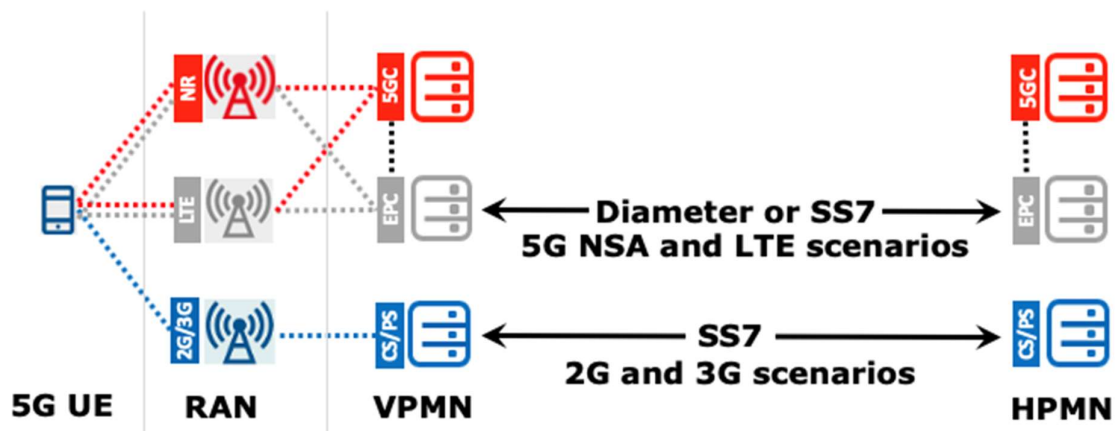 NR
5GC
5GC
LTE
EPC
Diameter or SS7
EPC
5G NSA and LTE scenarios
2G/3G
CS/PS
SS7
CS/PS
2G and 3G scenarios
5G UE
RAN
VPMN
HPMN